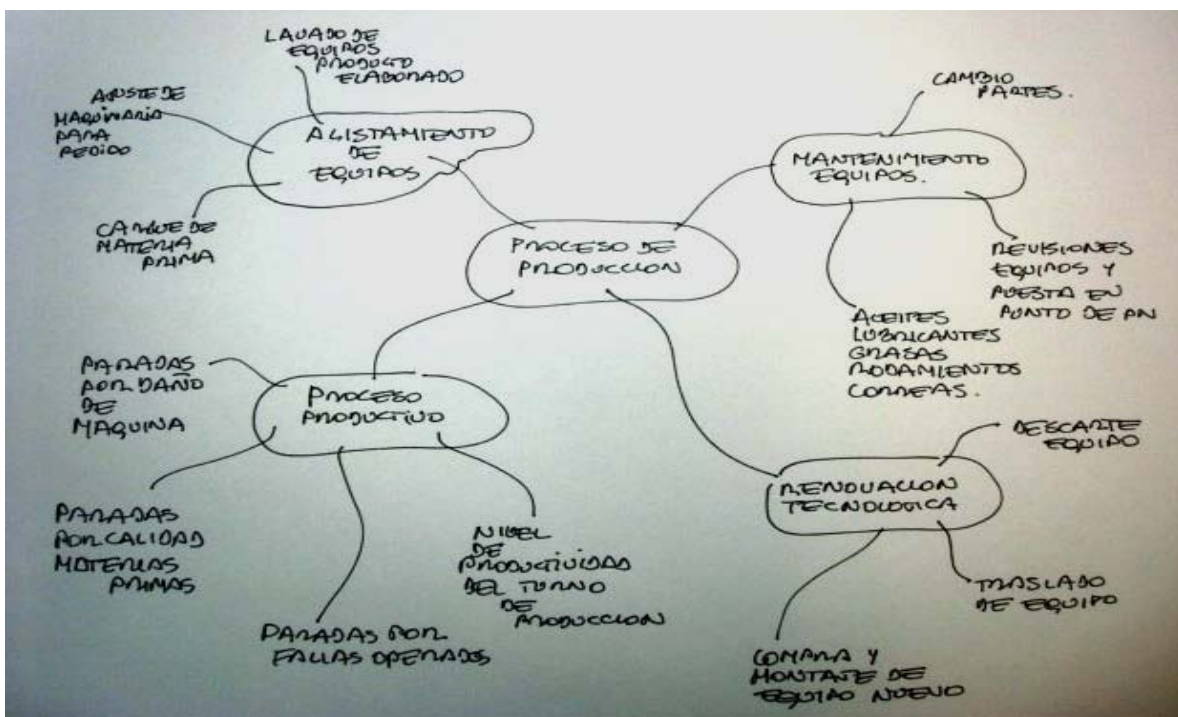 LAVADO DE
EQUIPOS
PRODUCTO
ELABORADO
AJUSTE DE
MAQUINARIA
PARA
PEDIDO
ALISTAMIENTO
DE
EQUIPOS
CARGUE DE
MATERIA
PRIMA
CAMBIO
PARTES.
MANTENIMIENTO
EQUIPOS.
REVISIONES
EQUIPOS Y
PUESTA EN
PUNTO DE PN
ACEITES
LUBRICANTES
GRASAS
RODAMIENTOS
CORREAS.
PROCESO DE
PRODUCCION
PARADAS
POR DAÑO
DE
MAQUINA
PROCESO
PRODUCTIVO
PARADAS
POR CALIDAD
MATERIAS
PRIMAS
PARADAS POR
FALLAS OPERADOS
NIVEL
DE
PRODUCTIVIDAD
DEL TURNO
DE
PRODUCCION
DESCARTE
EQUIPO
RENOVACION
TECNOLOGICA
TRASLADO
DE EQUIPO
COMPRA Y
MONTAJE DE
EQUIPO NUEVO